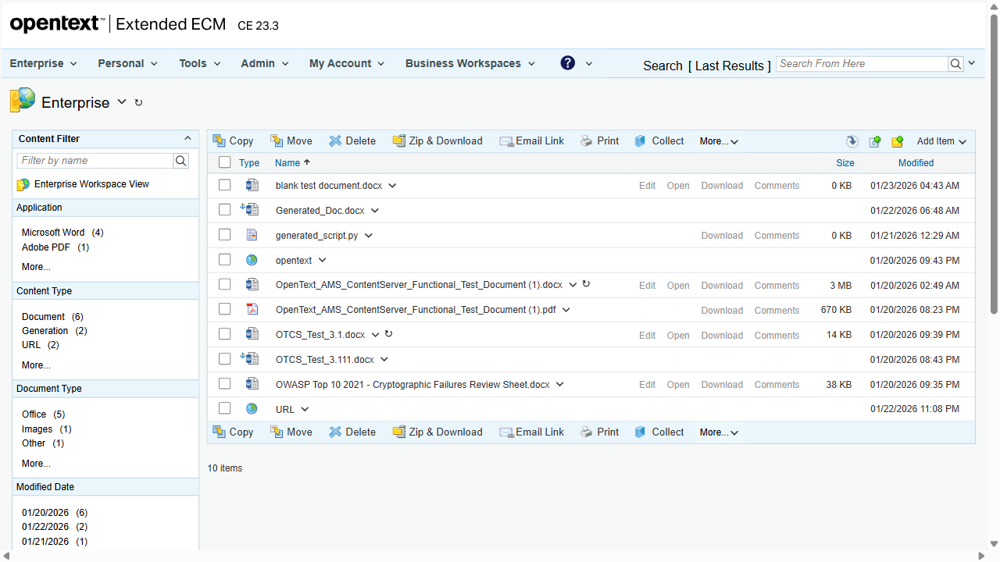 opentext™ | Extended ECM CE 23.3
Enterprise Personal Tools Admin My Account Business Workspaces ? Search [ Last Results ] Search From Here
Enterprise
Content Filter
Filter by name
Enterprise Workspace View
Application
Microsoft Word (4)
Adobe PDF (1)
More...
Content Type
Document (6)
Generation (2)
URL (2)
More...
Document Type
Office (5)
Images (1)
Other (1)
More...
Modified Date
01/20/2026 (6)
01/22/2026 (2)
01/21/2026 (1)
Copy Move Delete Zip & Download Email Link Print Collect More... Add Item
Type Name Size Modified
blank test document.docx Edit Open Download Comments 0 KB 01/23/2026 04:43 AM
Generated_Doc.docx 01/22/2026 06:48 AM
generated_script.py Download Comments 0 KB 01/21/2026 12:29 AM
opentext 01/20/2026 09:43 PM
OpenText_AMS_ContentServer_Functional_Test_Document (1).docx Edit Open Download Comments 3 MB 01/20/2026 02:49 AM
OpenText_AMS_ContentServer_Functional_Test_Document (1).pdf Download Comments 670 KB 01/20/2026 08:23 PM
OTCS_Test_3.1.docx Edit Open Download Comments 14 KB 01/20/2026 09:39 PM
OTCS_Test_3.111.docx 01/20/2026 08:43 PM
OWASP Top 10 2021 - Cryptographic Failures Review Sheet.docx Edit Open Download Comments 38 KB 01/20/2026 09:35 PM
URL 01/22/2026 11:08 PM
Copy Move Delete Zip & Download Email Link Print Collect More...
10 items